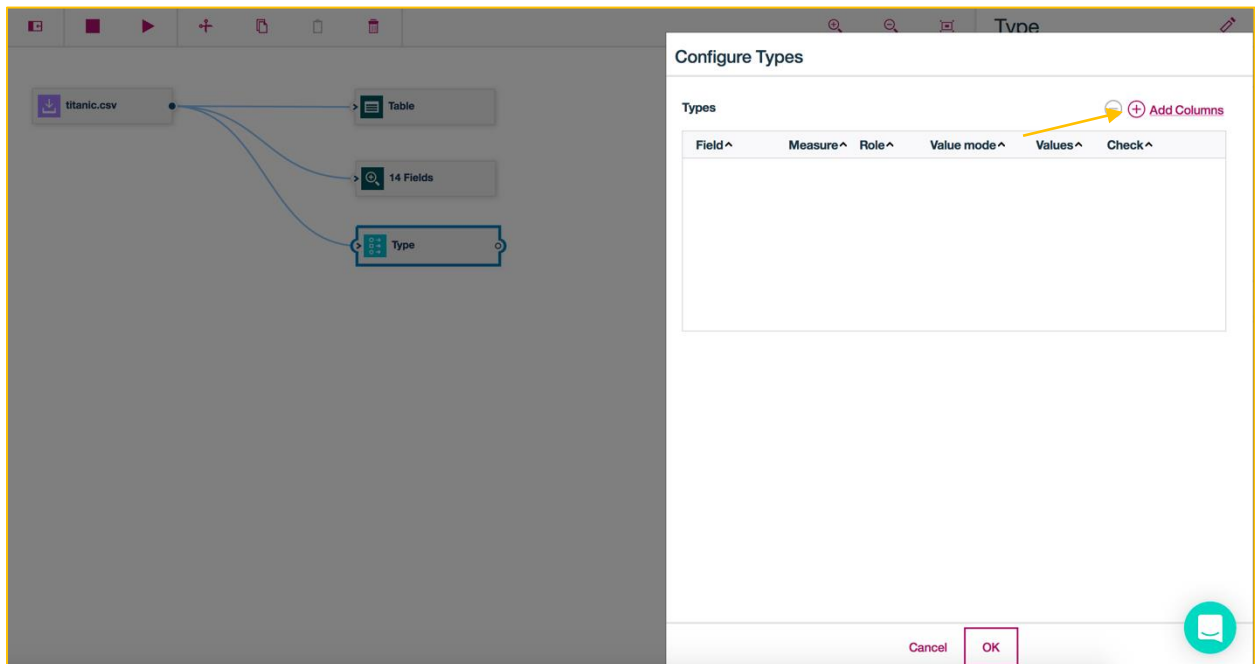 Type
Configure Types
titanic.csv
Table
Types
Add Columns
Field Measure Role Value mode Values Check
14 Fields
Type
Cancel OK